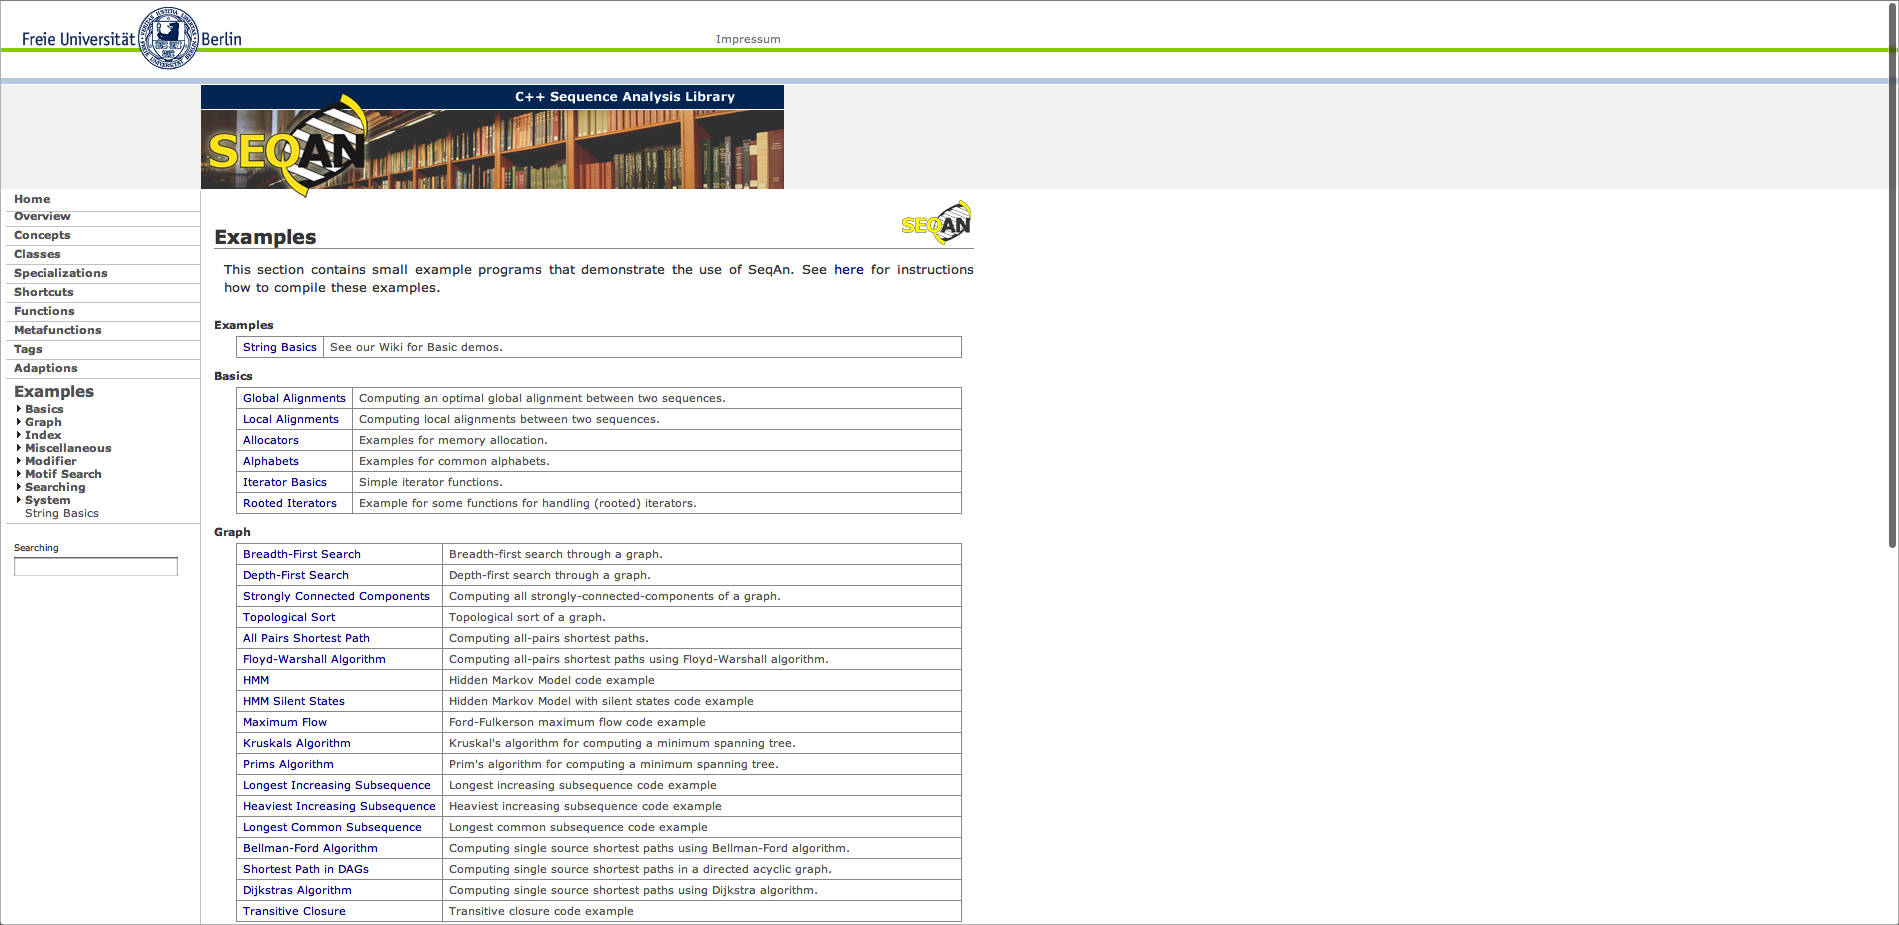 Freie Universität Berlin
Impressum
C++ Sequence Analysis Library
SEQAN
Home
Overview
Concepts
Classes
Specializations
Shortcuts
Functions
Metafunctions
Tags
Adaptions
Examples
Basics
Graph
Index
Miscellaneous
Modifier
Motif Search
Searching
System
String Basics
Searching
SEQAN
Examples
This section contains small example programs that demonstrate the use of SeqAn. See here for instructions
how to compile these examples.
Examples
String Basics See our Wiki for Basic demos.
Basics
Global Alignments Computing an optimal global alignment between two sequences.
Local Alignments Computing local alignments between two sequences.
Allocators Examples for memory allocation.
Alphabets Examples for common alphabets.
Iterator Basics Simple iterator functions.
Rooted Iterators Example for some functions for handling (rooted) iterators.
Graph
Breadth-First Search Breadth-first search through a graph.
Depth-First Search Depth-first search through a graph.
Strongly Connected Components Computing all strongly-connected-components of a graph.
Topological Sort Topological sort of a graph.
All Pairs Shortest Path Computing all-pairs shortest paths.
Floyd-Warshall Algorithm Computing all-pairs shortest paths using Floyd-Warshall algorithm.
HMM Hidden Markov Model code example
HMM Silent States Hidden Markov Model with silent states code example
Maximum Flow Ford-Fulkerson maximum flow code example
Kruskals Algorithm Kruskal's algorithm for computing a minimum spanning tree.
Prims Algorithm Prim's algorithm for computing a minimum spanning tree.
Longest Increasing Subsequence Longest increasing subsequence code example
Heaviest Increasing Subsequence Heaviest increasing subsequence code example
Longest Common Subsequence Longest common subsequence code example
Bellman-Ford Algorithm Computing single source shortest paths using Bellman-Ford algorithm.
Shortest Path in DAGs Computing single source shortest paths in a directed acyclic graph.
Dijkstras Algorithm Computing single source shortest paths using Dijkstra algorithm.
Transitive Closure Transitive closure code example